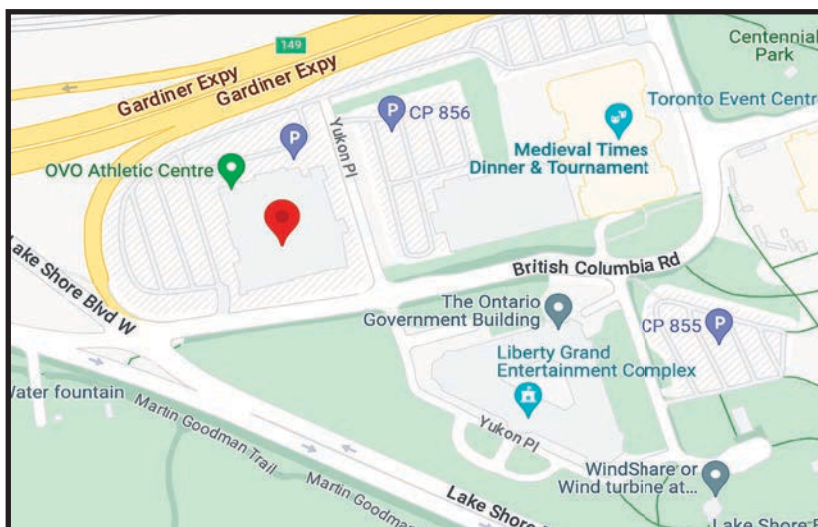 149
Centennial
Park
Gardiner Expy
Gardiner Expy
Toronto Event Centre
P
CP 856
P
Yukon Pl
Medieval Times
Dinner & Tournament
OVO Athletic Centre
Lake Shore Blvd W
British Columbia Rd
The Ontario
Government Building
CP 855
P
Liberty Grand
Entertainment Complex
Water fountain
Martin Goodman Trail
Yukon Pl
WindShare or
Wind turbine at...
Martin Goodman
Lake Shore
Lake Shore